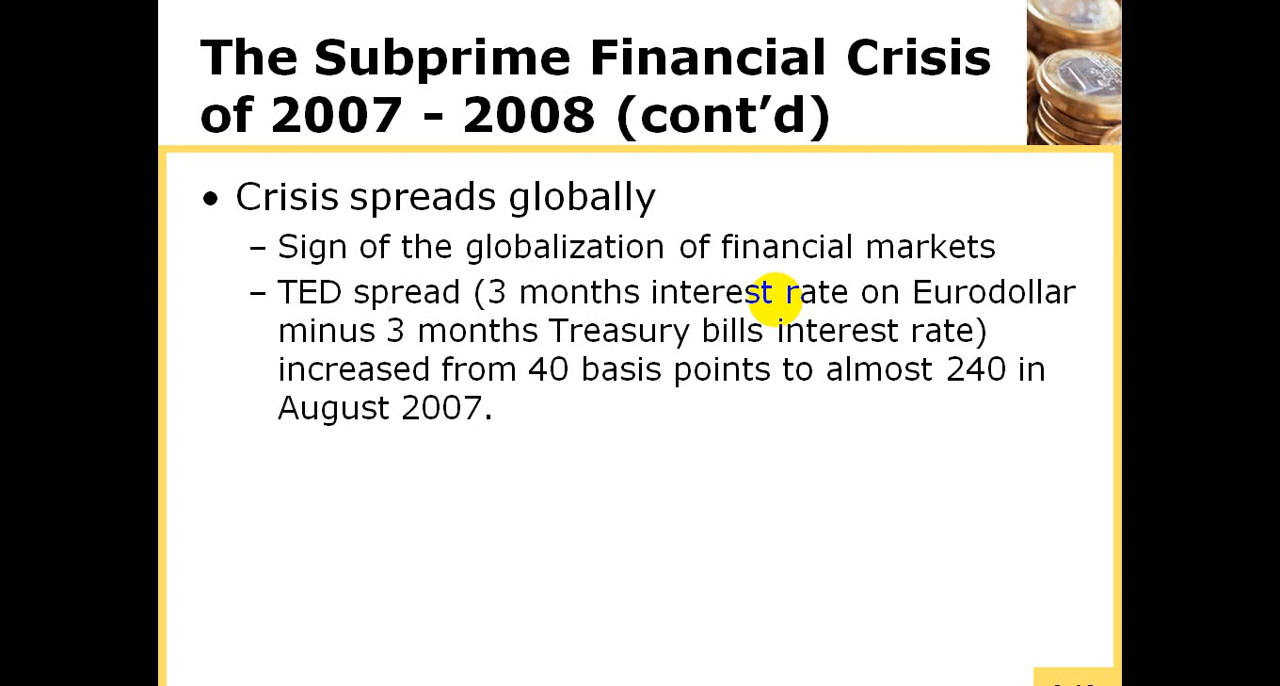 The Subprime Financial Crisis
of 2007 - 2008 (cont’d)
• Crisis spreads globally
– Sign of the globalization of financial markets
– TED spread (3 months interest rate on Eurodollar
minus 3 months Treasury bills interest rate)
increased from 40 basis points to almost 240 in
August 2007.